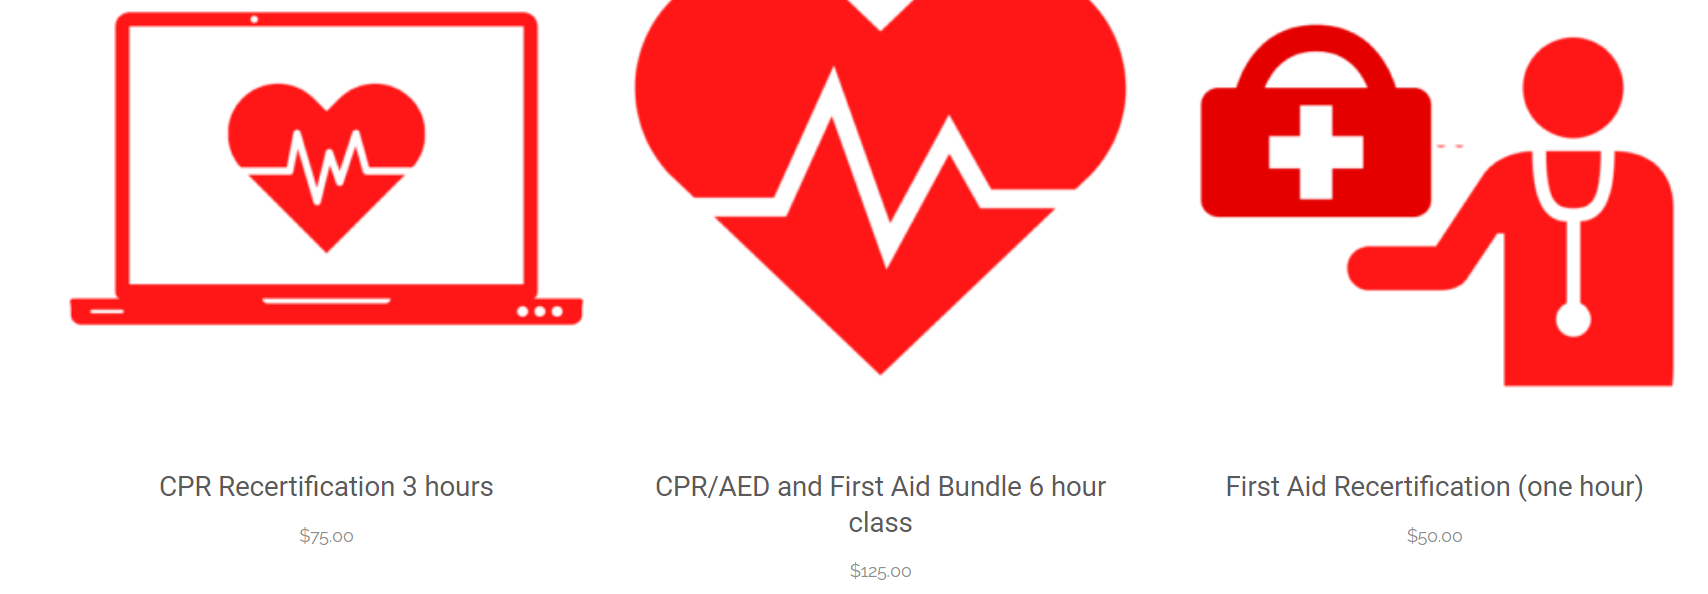 CPR Recertification 3 hours
$75.00
CPR/AED and First Aid Bundle 6 hour
class
$125.00
First Aid Recertification (one hour)
$50.00